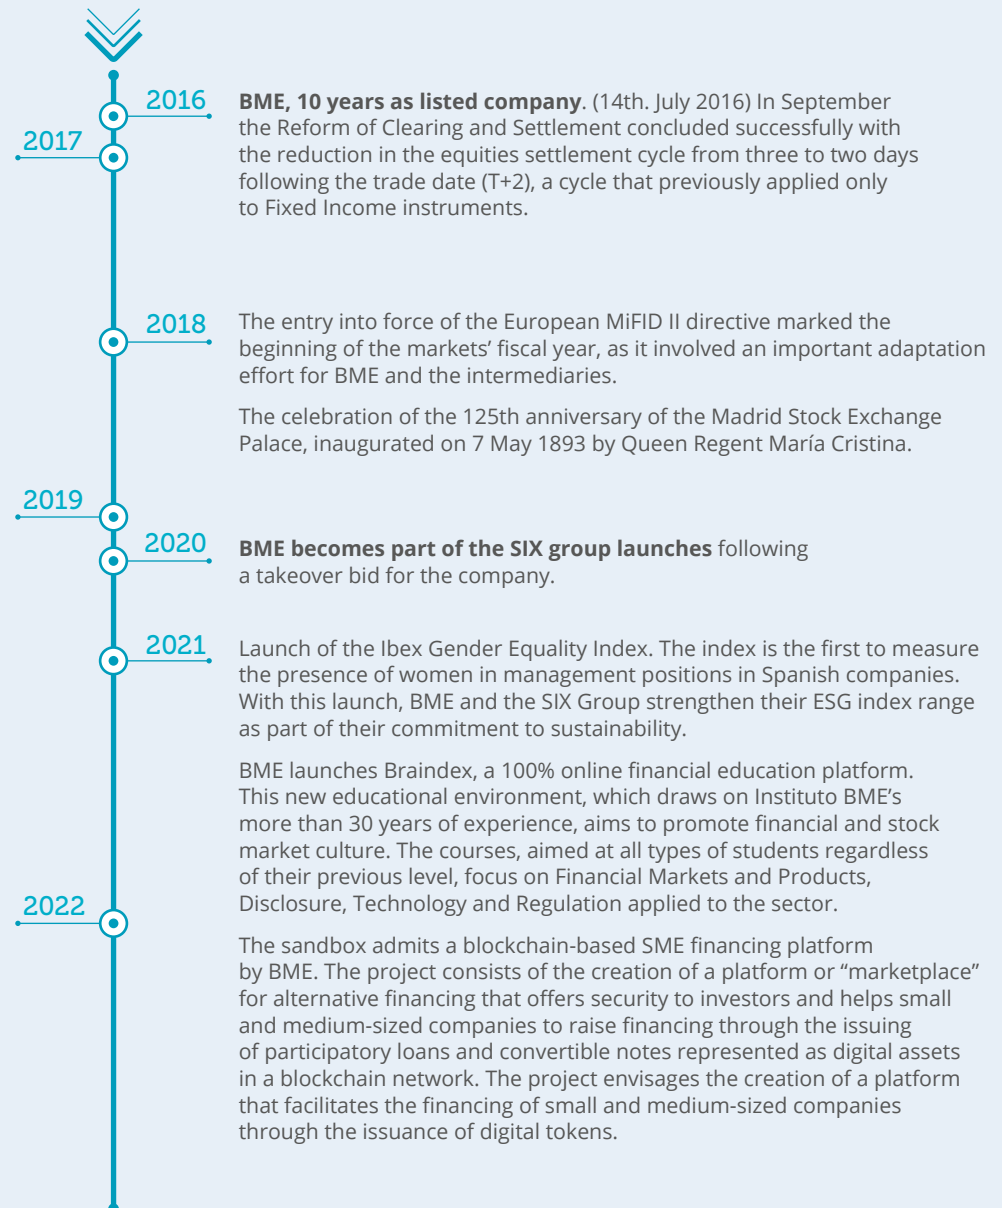 2016
BME, 10 years as listed company. (14th. July 2016) In September
the Reform of Clearing and Settlement concluded successfully with
2017
the reduction in the equities settlement cycle from three to two days
following the trade date (T+2), a cycle that previously applied only
to Fixed Income instruments.
2018
The entry into force of the European MiFID II directive marked the
beginning of the markets’ fiscal year, as it involved an important adaptation
effort for BME and the intermediaries.
The celebration of the 125th anniversary of the Madrid Stock Exchange
Palace, inaugurated on 7 May 1893 by Queen Regent María Cristina.
2019
2020
BME becomes part of the SIX group launches following
a takeover bid for the company.
2021
Launch of the Ibex Gender Equality Index. The index is the first to measure
the presence of women in management positions in Spanish companies.
With this launch, BME and the SIX Group strengthen their ESG index range
as part of their commitment to sustainability.
BME launches Braindex, a 100% online financial education platform.
This new educational environment, which draws on Instituto BME’s
more than 30 years of experience, aims to promote financial and stock
market culture. The courses, aimed at all types of students regardless
of their previous level, focus on Financial Markets and Products,
Disclosure, Technology and Regulation applied to the sector.
2022
The sandbox admits a blockchain-based SME financing platform
by BME. The project consists of the creation of a platform or “marketplace”
for alternative financing that offers security to investors and helps small
and medium-sized companies to raise financing through the issuing
of participatory loans and convertible notes represented as digital assets
in a blockchain network. The project envisages the creation of a platform
that facilitates the financing of small and medium-sized companies
through the issuance of digital tokens.